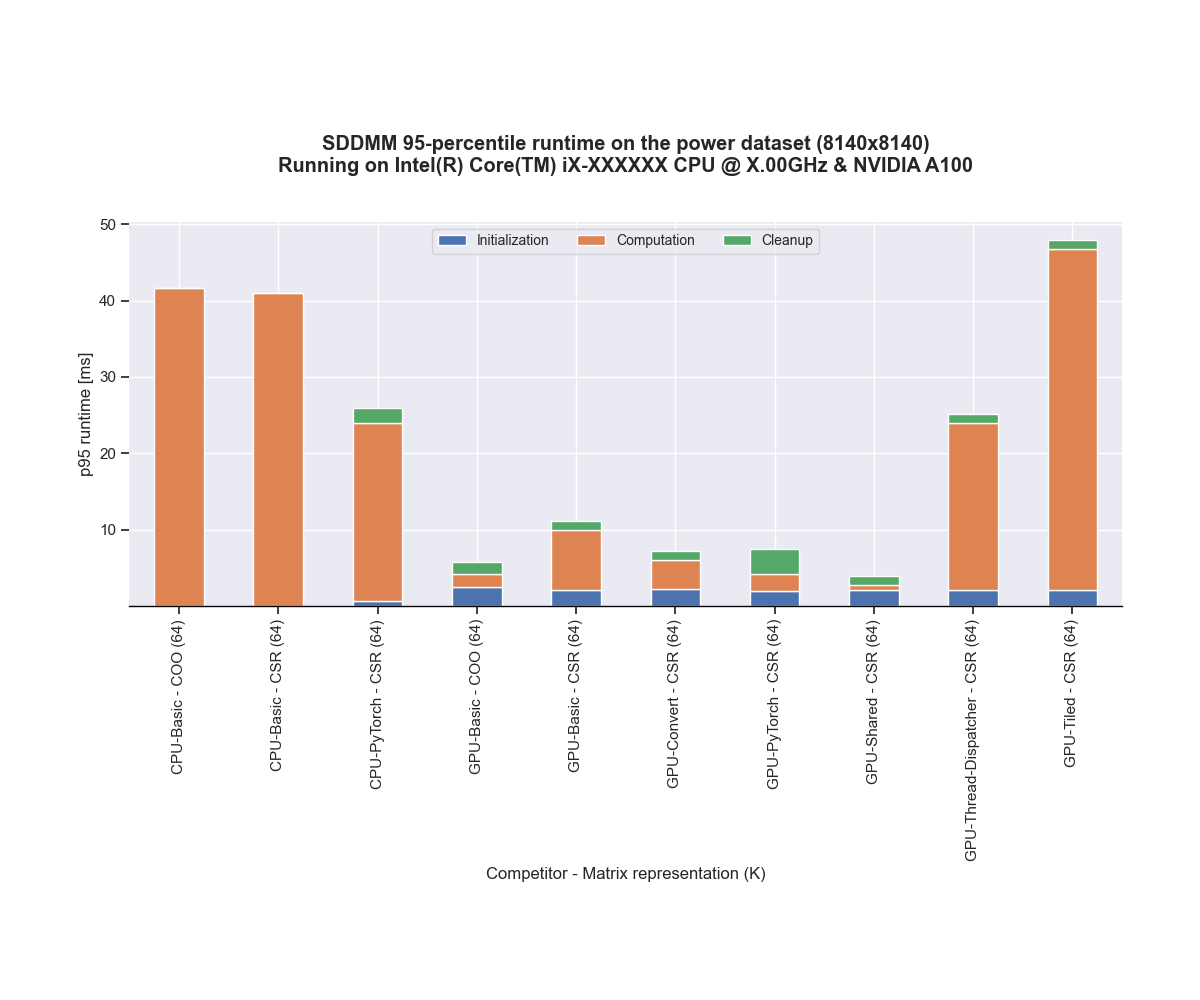 SDDMM 95-percentile runtime on the power dataset (8140x8140)
Running on Intel(R) Core(TM) iX-XXXXXX CPU @ X.00GHz & NVIDIA A100
Initialization
Computation
Cleanup
p95 runtime [ms]
50
40
30
20
10
CPU-Basic - COO (64)
CPU-Basic - CSR (64)
CPU-PyTorch - CSR (64)
GPU-Basic - COO (64)
GPU-Basic - CSR (64)
GPU-Convert - CSR (64)
GPU-PyTorch - CSR (64)
GPU-Shared - CSR (64)
GPU-Thread-Dispatcher - CSR (64)
GPU-Tiled - CSR (64)
Competitor - Matrix representation (K)